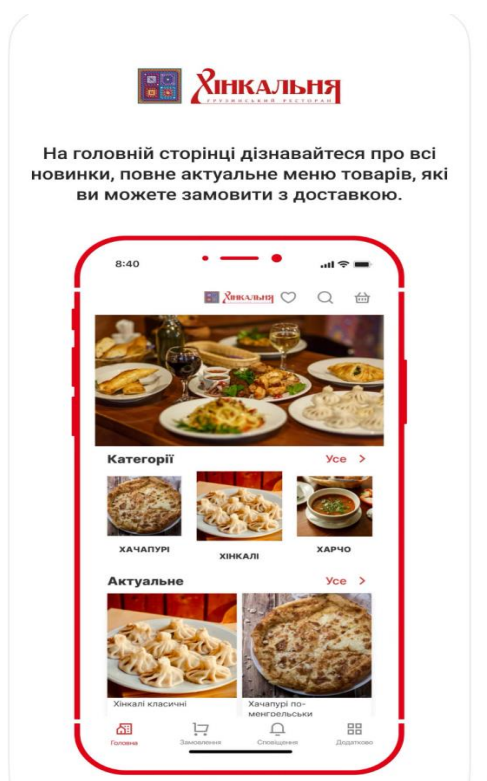 ХІНКАЛЬНЯ
ГРУЗИНСЬКИЙ РЕСТОРАН
На головній сторінці дізнавайтеся про всі
новинки, повне актуальне меню товарів, які
ви можете замовити з доставкою.
8:40
ХІНКАЛЬНЯ
Категорії
Усе >
ХАЧАПУРІ
ХІНКАЛІ
ХАРЧО
Актуальне
Усе >
Хінкалі класичні
Хачапурі по-
менгрельськи
Головна
Замовлення
Сповіщення
Додатково